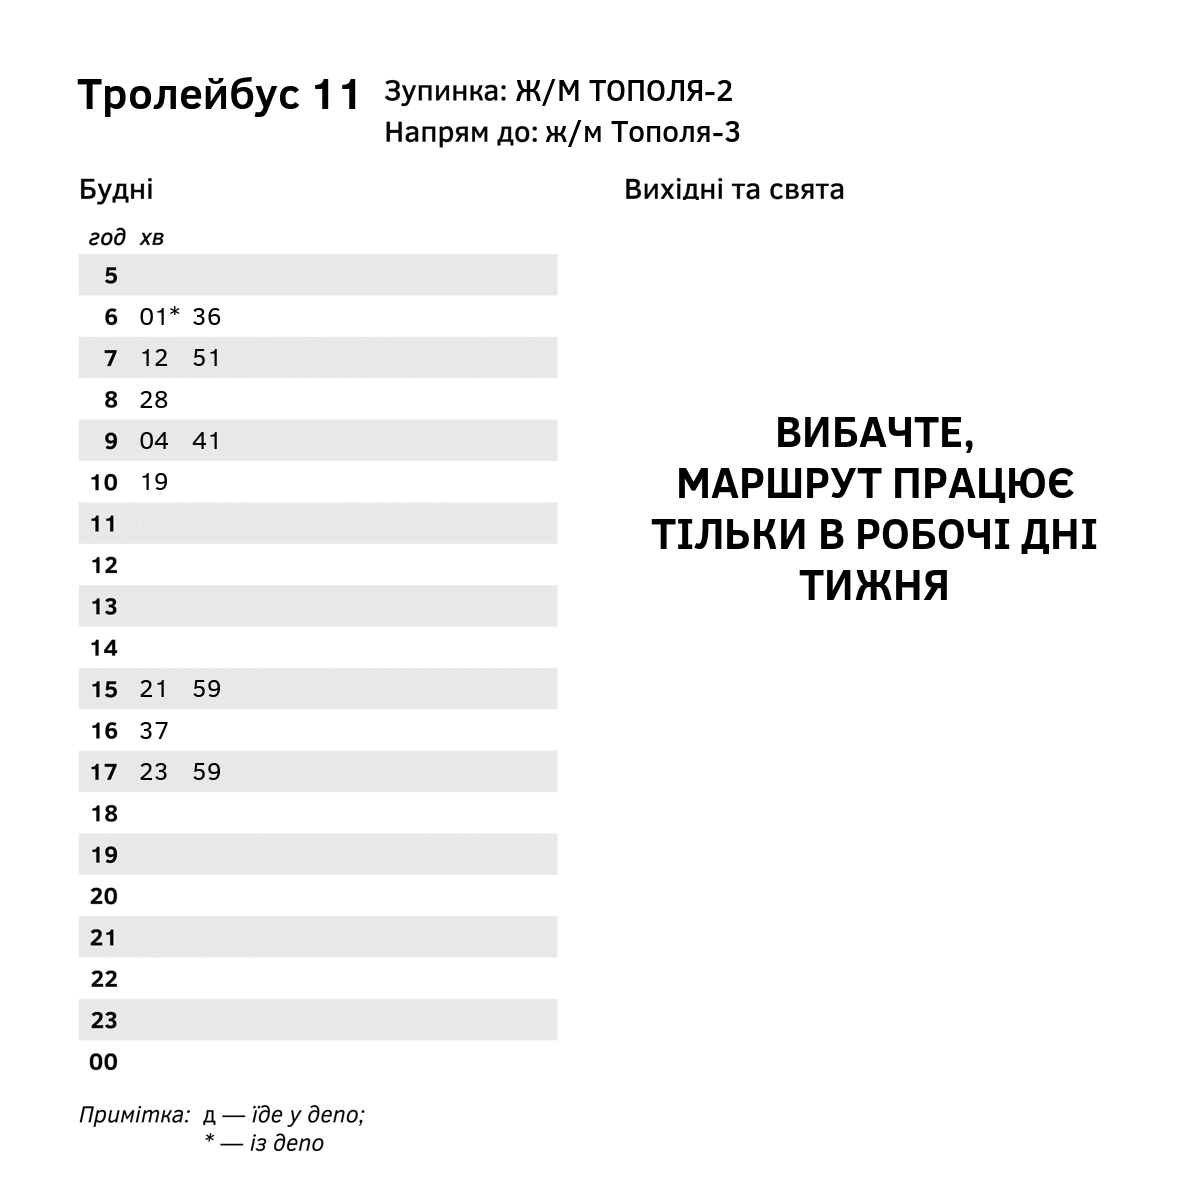 Тролейбус 11
Зупинка: Ж/М ТОПОЛЯ-2
Напрям до: ж/м Тополя-3
Будні
год хв
5
6 01* 36
7 12 51
8 28
9 04 41
10 19
11
12
13
14
15 21 59
16 37
17 23 59
18
19
20
21
22
23
00
Вихідні та свята
ВИБАЧТЕ,
МАРШРУТ ПРАЦЮЄ
ТІЛЬКИ В РОБОЧІ ДНІ
ТИЖНЯ
Примітка: д — їде у депо;
* — із депо